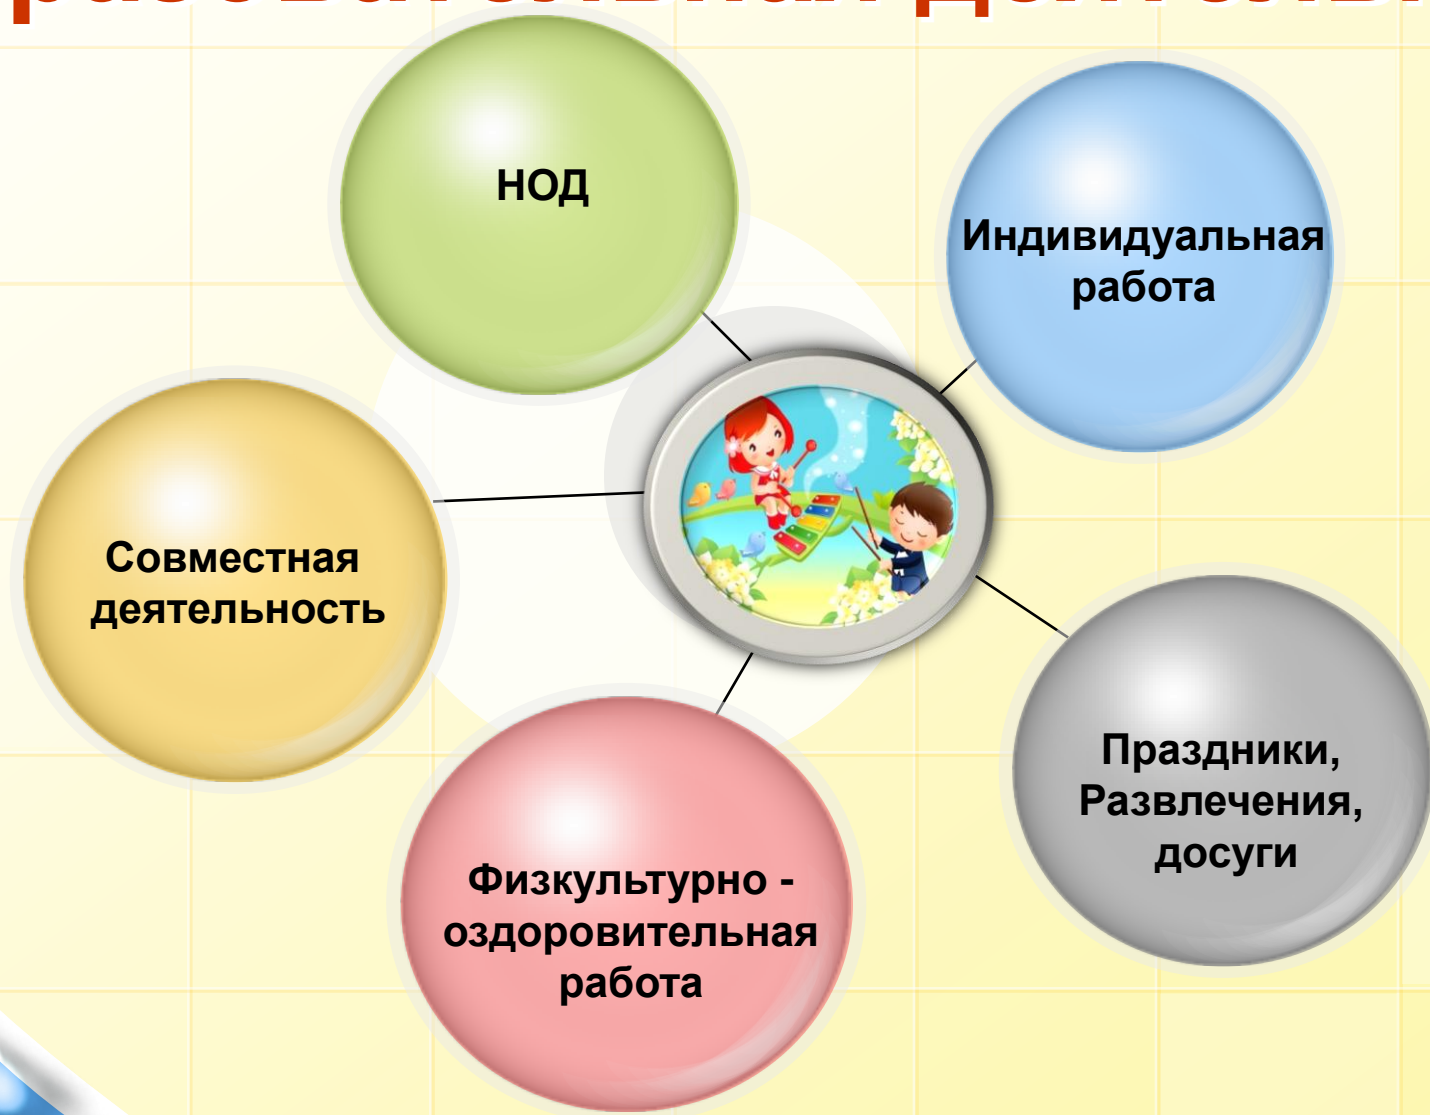 НОД
Индивидуальная
работа
Совместная
деятельность
Праздники,
Развлечения,
досуги
Физкультурно -
оздоровительная
работа